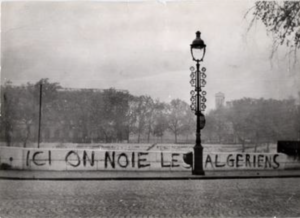 ICI ON NOIE LES ALGERIENS